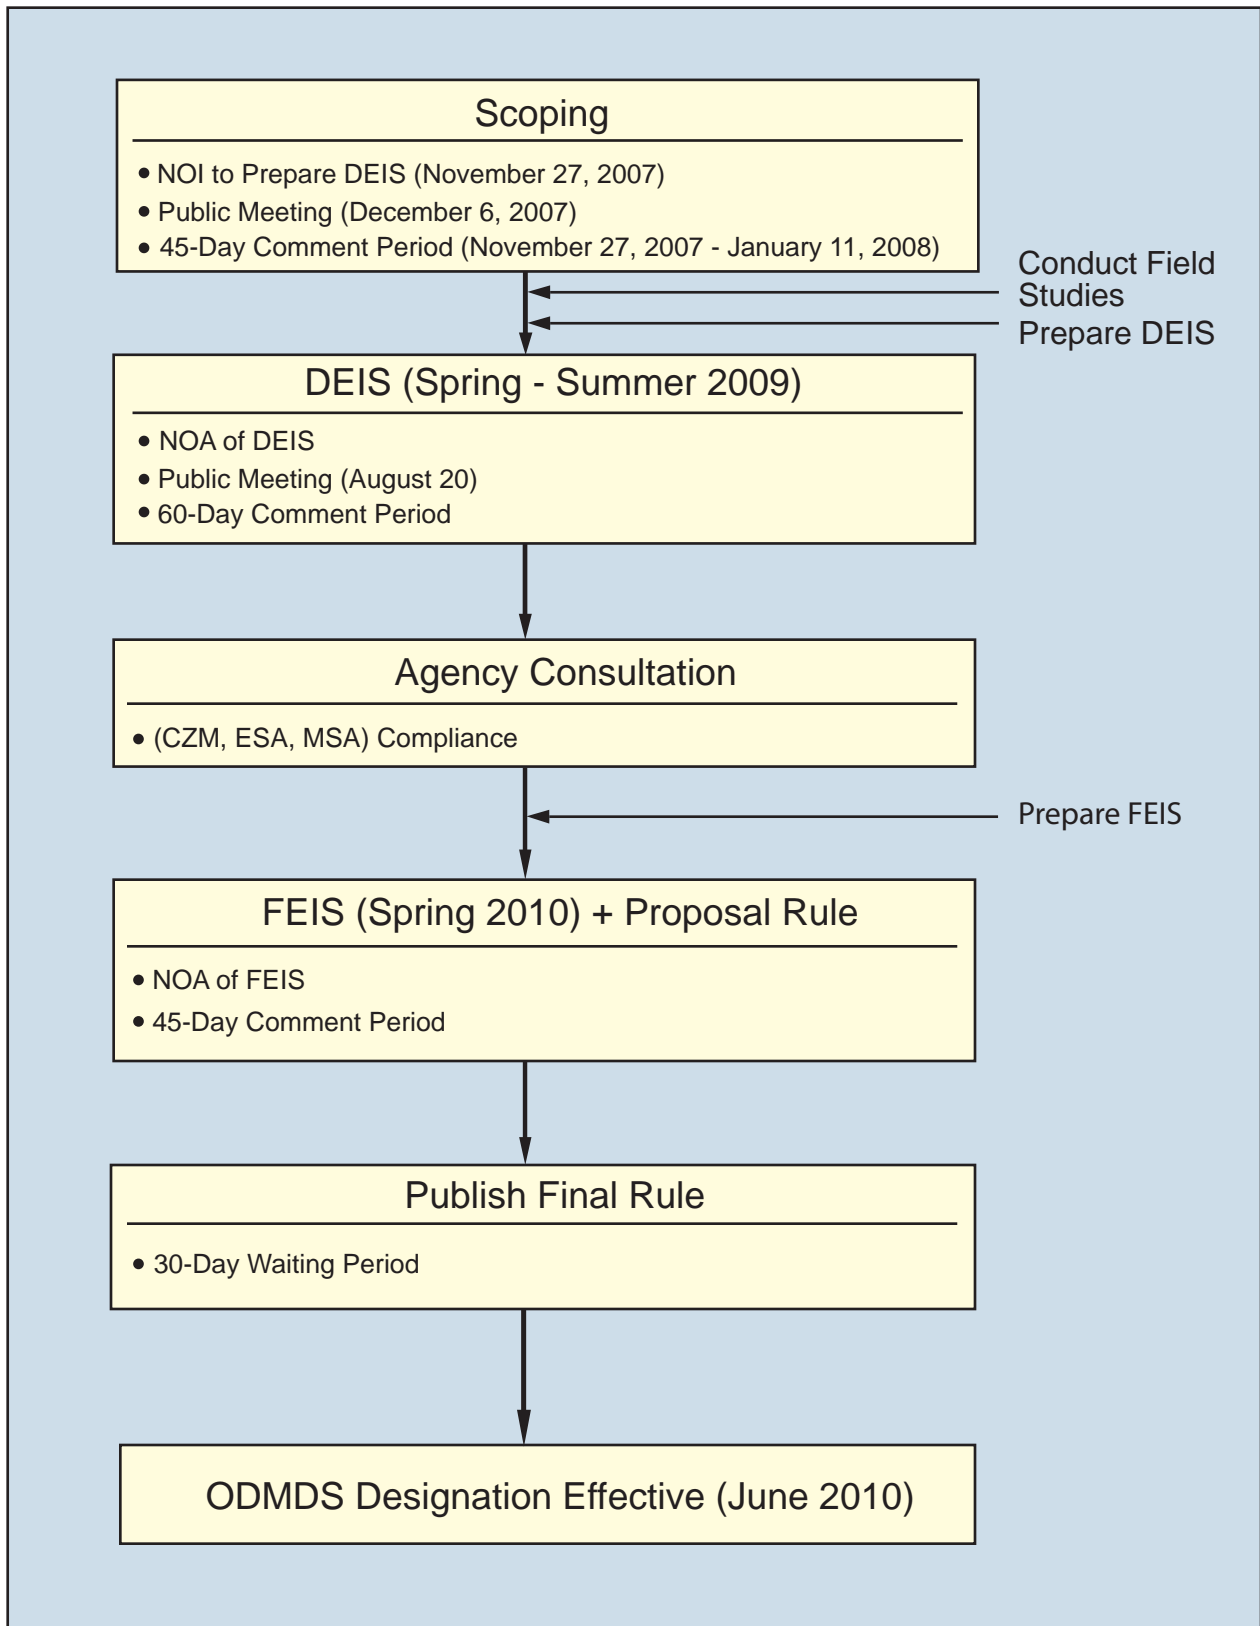 Scoping
• NOI to Prepare DEIS (November 27, 2007)
• Public Meeting (December 6, 2007)
• 45-Day Comment Period (November 27, 2007 - January 11, 2008)
Conduct Field
Studies
Prepare DEIS
DEIS (Spring - Summer 2009)
• NOA of DEIS
• Public Meeting (August 20)
• 60-Day Comment Period
Agency Consultation
• (CZM, ESA, MSA) Compliance
Prepare FEIS
FEIS (Spring 2010) + Proposal Rule
• NOA of FEIS
• 45-Day Comment Period
Publish Final Rule
• 30-Day Waiting Period
ODMDS Designation Effective (June 2010)